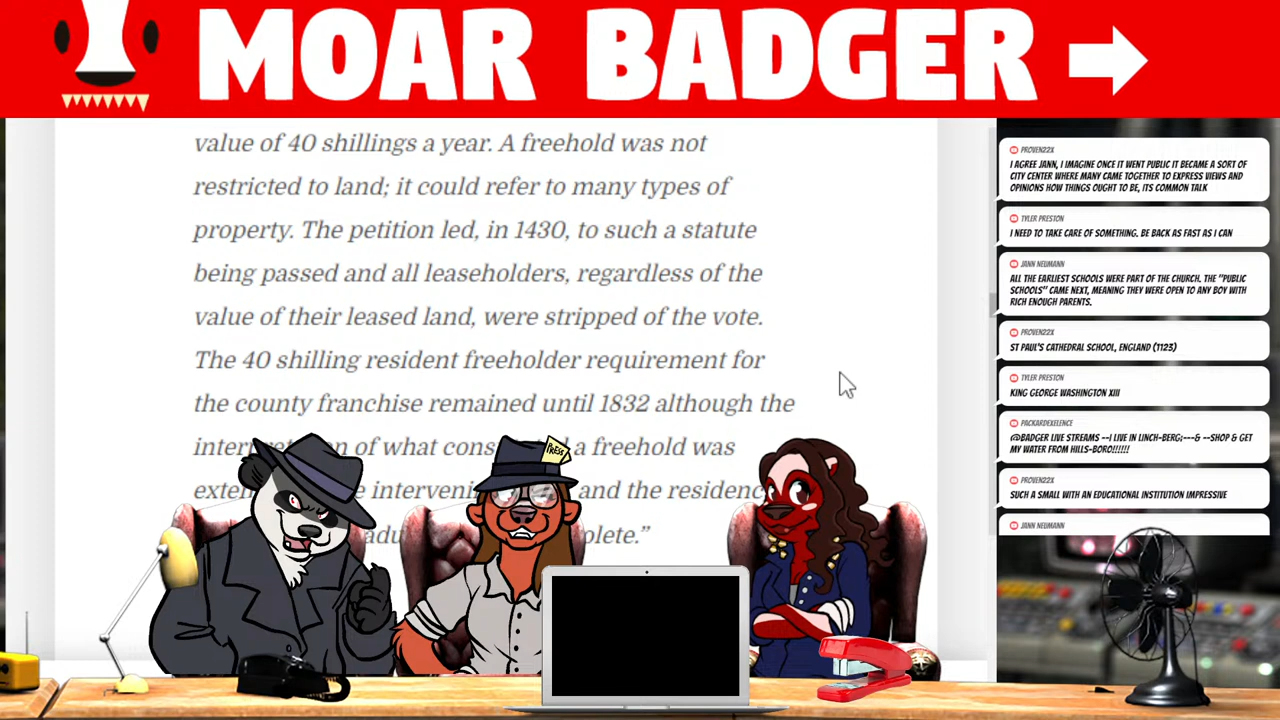 MOAR BADGER
value of 40 shillings a year. A freehold was not
restricted to land; it could refer to many types of
property. The petition led, in 1430, to such a statute
being passed and all leaseholders, regardless of the
value of their leased land, were stripped of the vote.
The 40 shilling resident freeholder requirement for
the county franchise remained until 1832 although the
of what a freehold was
and the
PRESS
PROVEN22X
I AGREE JANN, I IMAGINE ONCE IT WENT PUBLIC IT BECAME A SORT OF
CITY CENTER WHERE MANY CAME TOGETHER TO EXPRESS VIEWS AND
OPINIONS HOW THINGS OUGHT TO BE, ITS COMMON TALK
TYLER PRESTON
I NEED TO TAKE CARE OF SOMETHING. BE BACK AS FAST AS I CAN
JANN NEUMANN
ALL THE EARLIEST SCHOOLS WERE PART OF THE CHURCH. THE "PUBLIC
SCHOOLS" CAME NEXT, MEANING THEY WERE OPEN TO ANY BOY WITH
RICH ENOUGH PARENTS.
PROVEN22X
ST PAUL'S CATHEDRAL SCHOOL, ENGLAND (1123)
TYLER PRESTON
KING GEORGE WASHINGTON XIII
PACKARDEXELENCE
@BADGER LIVE STREAMS --I LIVE IN LINCH-BERG;---& --SHOP & GET
MY WATER FROM HILLS-BORO!!!!!!
PROVEN22X
SUCH A SMALL WITH AN EDUCATIONAL INSTITUTION IMPRESSIVE
JANN NEUMANN